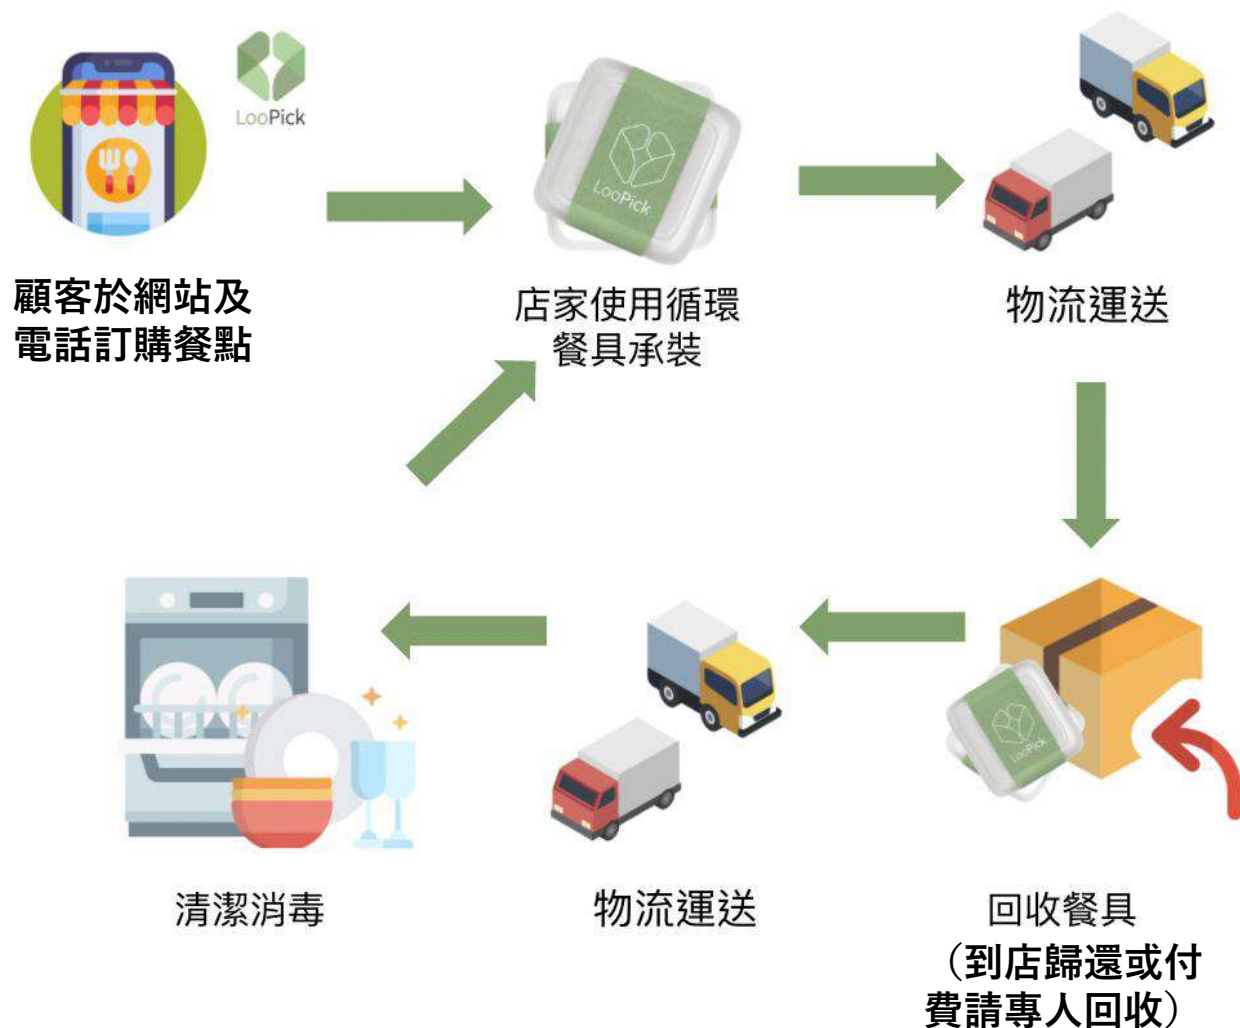 LooPick
顧客於網站及
電話訂購餐點
LooPick
店家使用循環
餐具承裝
物流運送
清潔消毒
物流運送
LooPick
回收餐具
（到店歸還或付
費請專人回收）